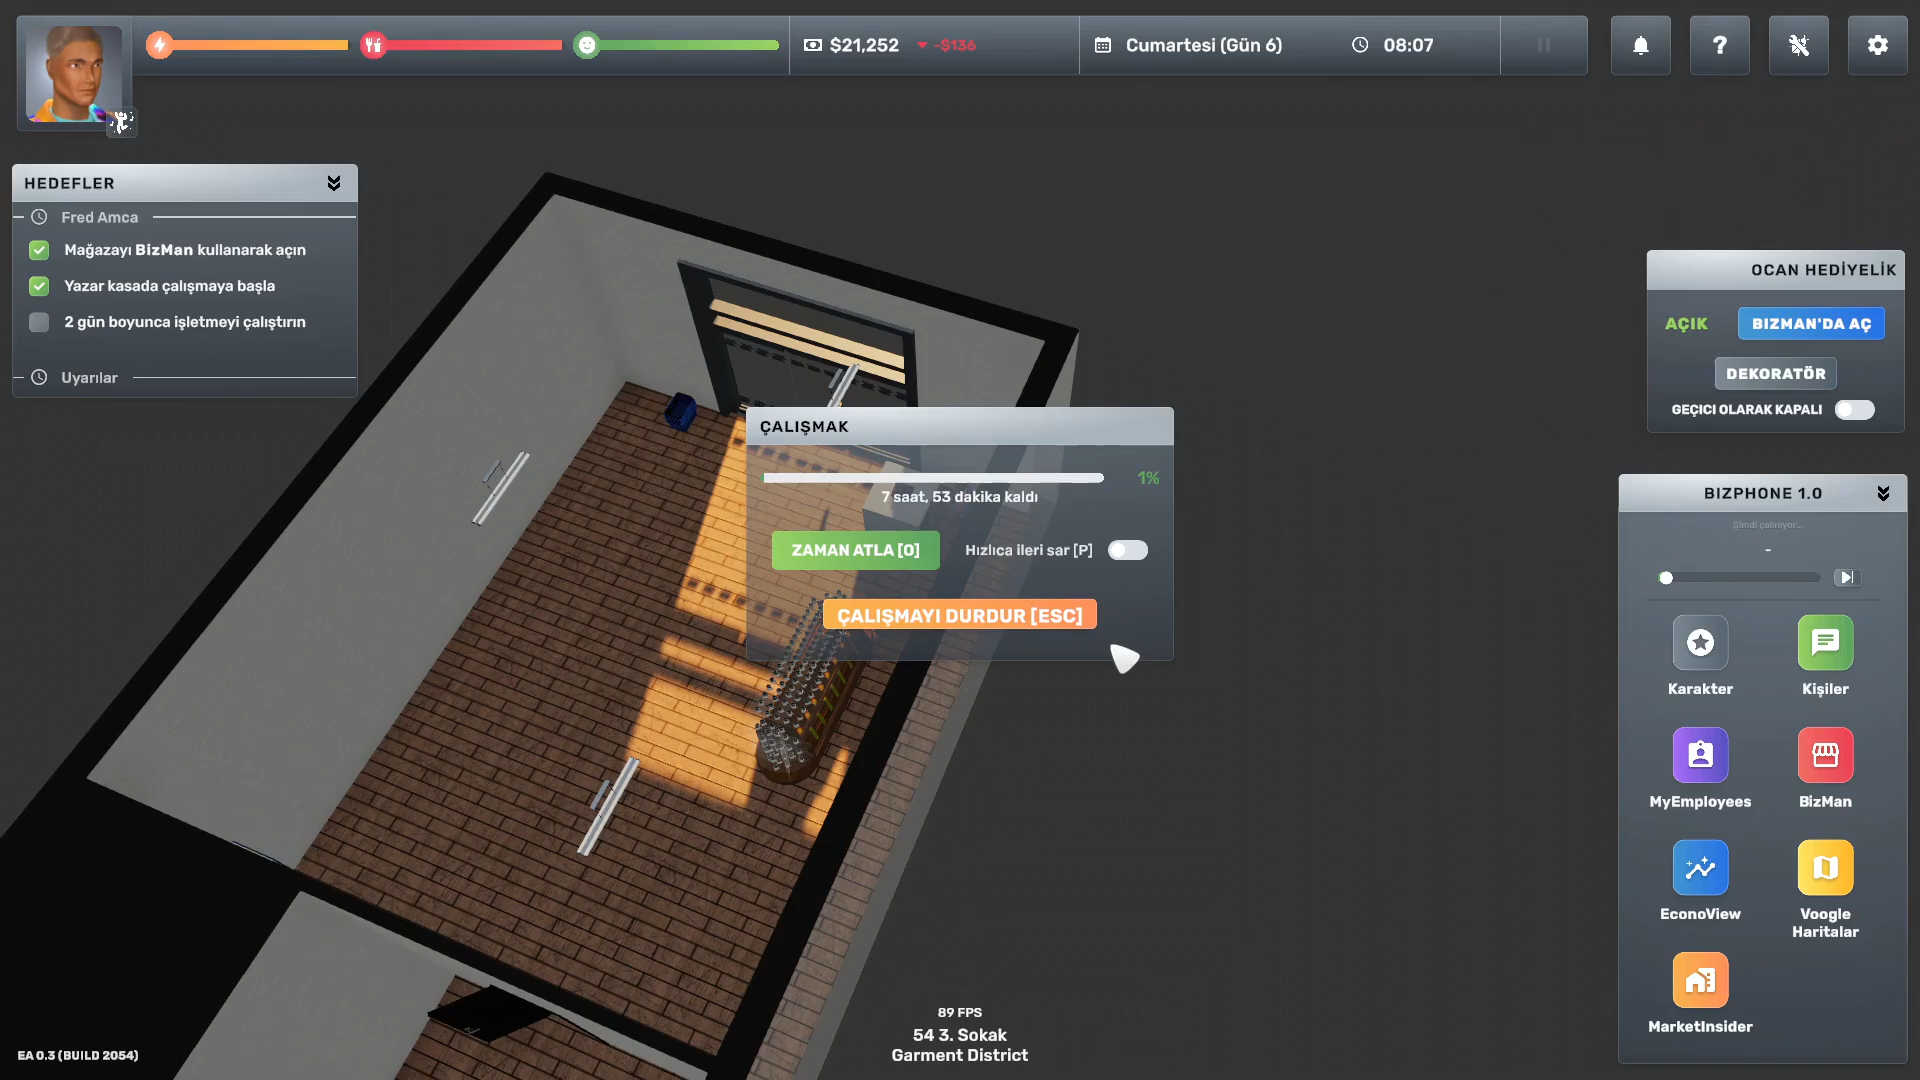 $21,252
-$136
Cumartesi (Gün 6)
08:07
?
HEDEFLER
Fred Amca
Mağazayı BizMan kullanarak açın
Yazar kasada çalışmaya başla
2 gün boyunca işletmeyi çalıştırın
Uyarılar
OCAN HEDİYELİK
AÇIK
BIZMAN'DA AÇ
DEKORATÖR
GEÇICI OLARAK KAPALI
ÇALIŞMAK
1%
7 saat, 53 dakika kaldı
ZAMAN ATLA [O]
Hızlıca ileri sar [P]
ÇALIŞMAYI DURDUR [ESC]
BIZPHONE 1.0
Şimdi çalınıyor...
-
Karakter
Kişiler
MyEmployees
BizMan
EconoView
Voogle
Haritalar
MarketInsider
89 FPS
54 3. Sokak
Garment District
EA 0.3 (BUILD 2054)